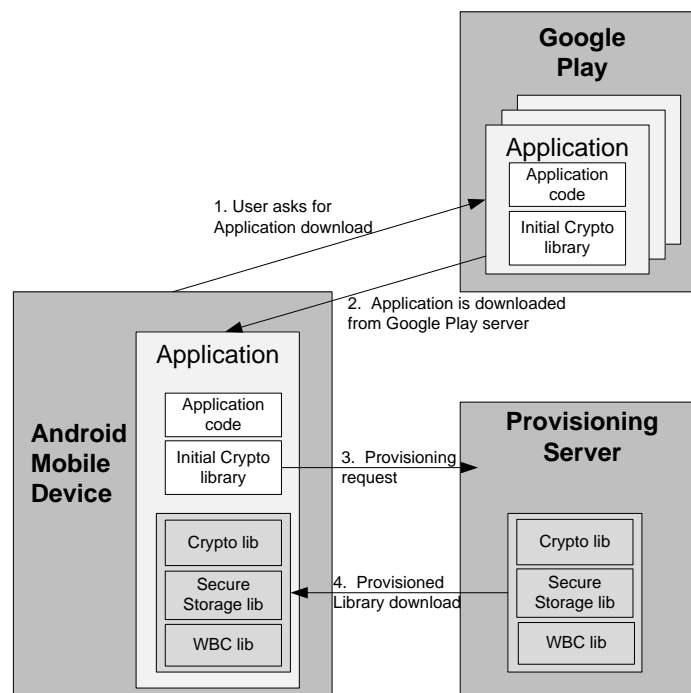 Google
Play
Application
Application
code
Initial Crypto
library
1. User asks for
Application download
2. Application is downloaded
from Google Play server
Android
Mobile
Device
Application
Application
code
Initial Crypto
library
3. Provisioning
request
Provisioning
Server
Crypto lib
Secure
Storage lib
WBC lib
4. Provisioned
Library download
Crypto lib
Secure
Storage lib
WBC lib